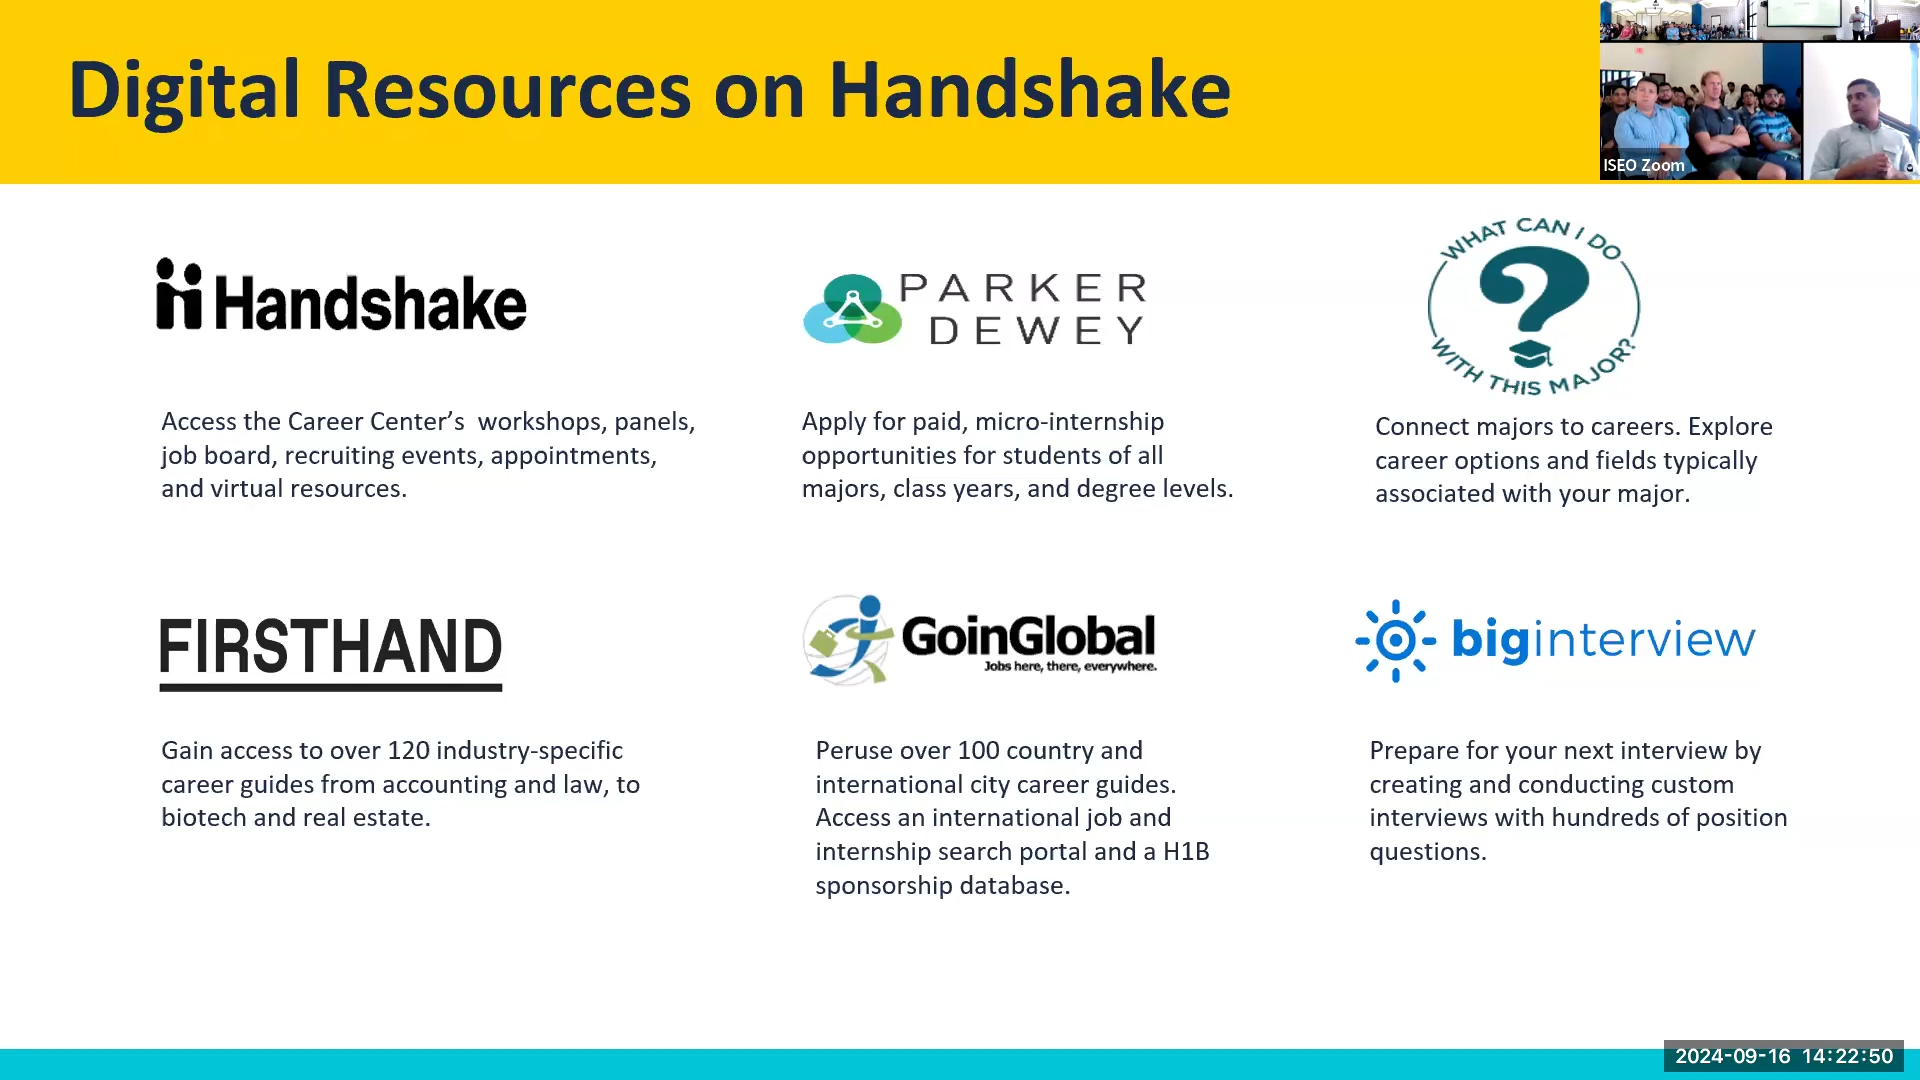 Digital Resources on Handshake
ISEO Zoom
Handshake
Access the Career Center’s  workshops, panels,
job board, recruiting events, appointments,
and virtual resources.
PARKER
DEWEY
Apply for paid, micro-internship
opportunities for students of all
majors, class years, and degree levels.
WHAT CAN I DO
WITH THIS MAJOR?
Connect majors to careers. Explore
career options and fields typically
associated with your major.
FIRSTHAND
Gain access to over 120 industry-specific
career guides from accounting and law, to
biotech and real estate.
GoinGlobal
Jobs here, there, everywhere.
Peruse over 100 country and
international city career guides.
Access an international job and
internship search portal and a H1B
sponsorship database.
biginterview
Prepare for your next interview by
creating and conducting custom
interviews with hundreds of position
questions.
2024-09-16 14:22:50